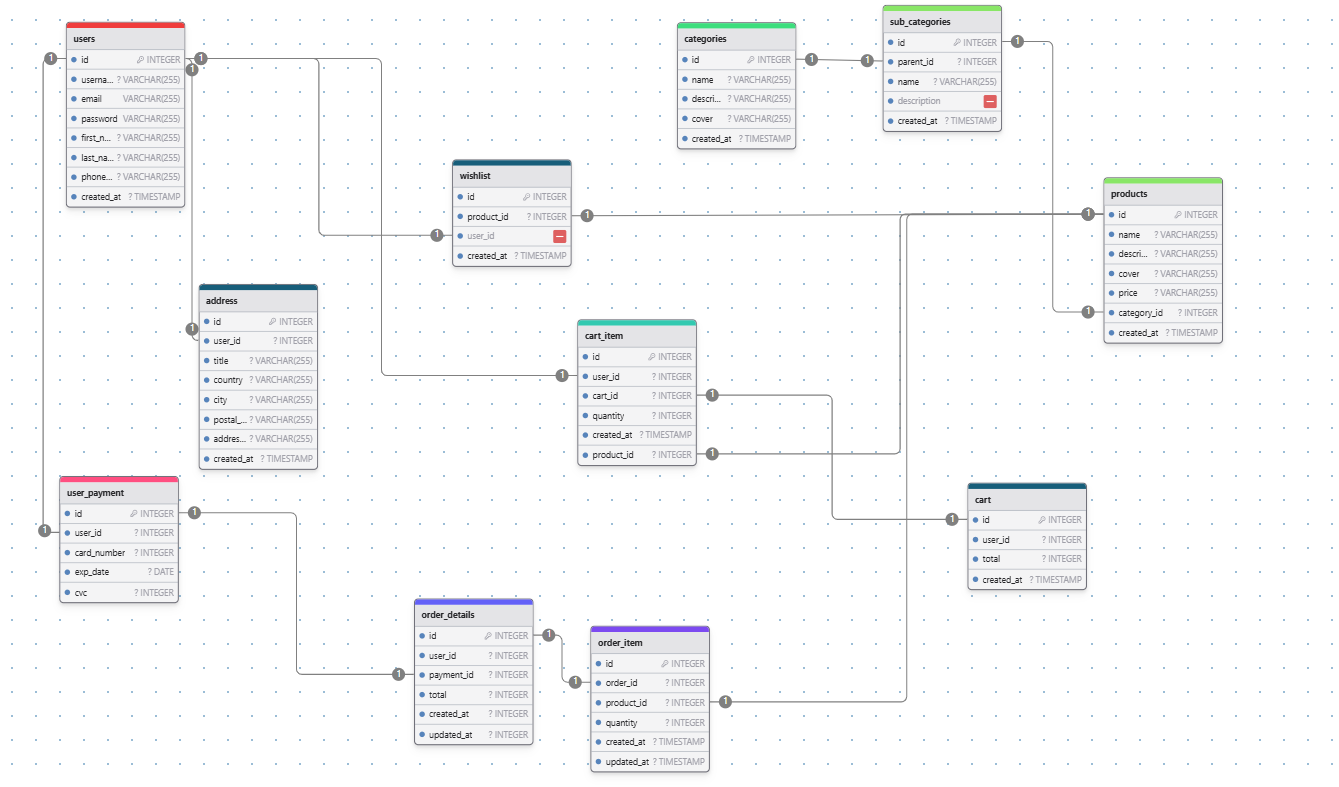 users
id INTEGER
userna... ? VARCHAR(255)
email VARCHAR(255)
password VARCHAR(255)
first_n... ? VARCHAR(255)
last_na... ? VARCHAR(255)
phone... ? VARCHAR(255)
created_at ? TIMESTAMP
1
1
1
categories
id INTEGER
name ? VARCHAR(255)
descri... ? VARCHAR(255)
cover ? VARCHAR(255)
created_at ? TIMESTAMP
1
1
sub_categories
id INTEGER
parent_id ? INTEGER
name ? VARCHAR(255)
description
created_at ? TIMESTAMP
1
wishlist
id INTEGER
product_id ? INTEGER
user_id
created_at ? TIMESTAMP
1
1
products
id INTEGER
name ? VARCHAR(255)
descri... ? VARCHAR(255)
cover ? VARCHAR(255)
price ? VARCHAR(255)
category_id ? INTEGER
created_at ? TIMESTAMP
1
1
address
id INTEGER
user_id ? INTEGER
title ? VARCHAR(255)
country ? VARCHAR(255)
city ? VARCHAR(255)
postal_... ? VARCHAR(255)
addres... ? VARCHAR(255)
created_at ? TIMESTAMP
1
cart_item
id INTEGER
user_id ? INTEGER
cart_id ? INTEGER
quantity ? INTEGER
created_at ? TIMESTAMP
product_id ? INTEGER
1
1
1
user_payment
id INTEGER
user_id ? INTEGER
card_number ? INTEGER
exp_date ? DATE
cvc ? INTEGER
1
1
cart
id INTEGER
user_id ? INTEGER
total ? INTEGER
created_at ? TIMESTAMP
1
order_details
id INTEGER
user_id ? INTEGER
payment_id ? INTEGER
total ? INTEGER
created_at ? INTEGER
updated_at ? INTEGER
1
1
order_item
id INTEGER
order_id ? INTEGER
product_id ? INTEGER
quantity ? INTEGER
created_at ? TIMESTAMP
updated_at ? TIMESTAMP
1
1